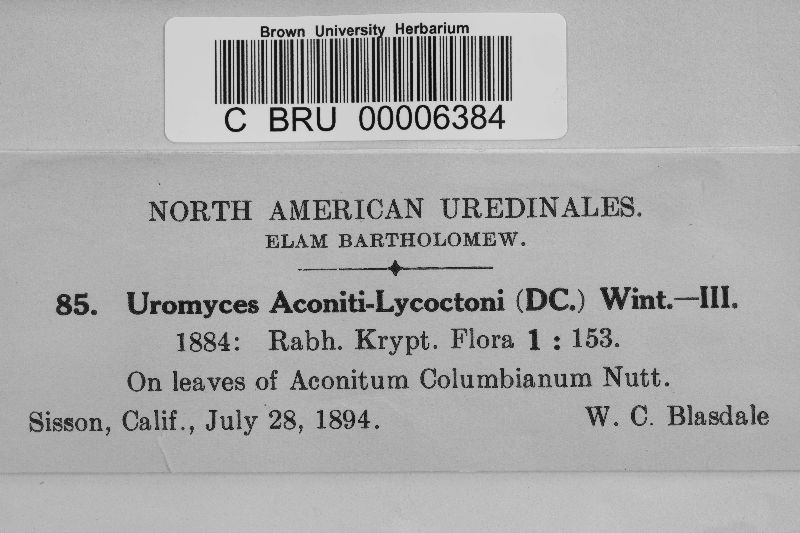 Brown University Herbarium
C BRU 00006384
NORTH AMERICAN UREDINALES.
ELAM BARTHOLOMEW.
85. Uromyces Aconiti-Lycoctoni (DC.) Wint.—III.
1884: Rabh. Krypt. Flora 1 : 153.
On leaves of Aconitum Columbianum Nutt.
Sisson, Calif., July 28, 1894. W. C. Blasdale